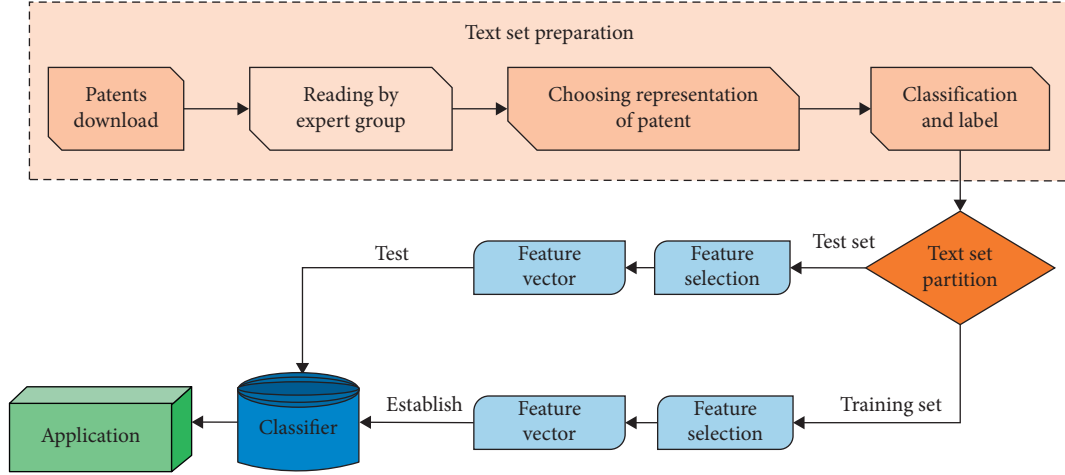 Text set preparation
Patents
download
Reading by
expert group
Choosing representation
of patent
Classification
and label
Test
Feature
vector
Feature
selection
Test set
Text set
partition
Application
Classifier
Establish
Feature
vector
Feature
selection
Training set